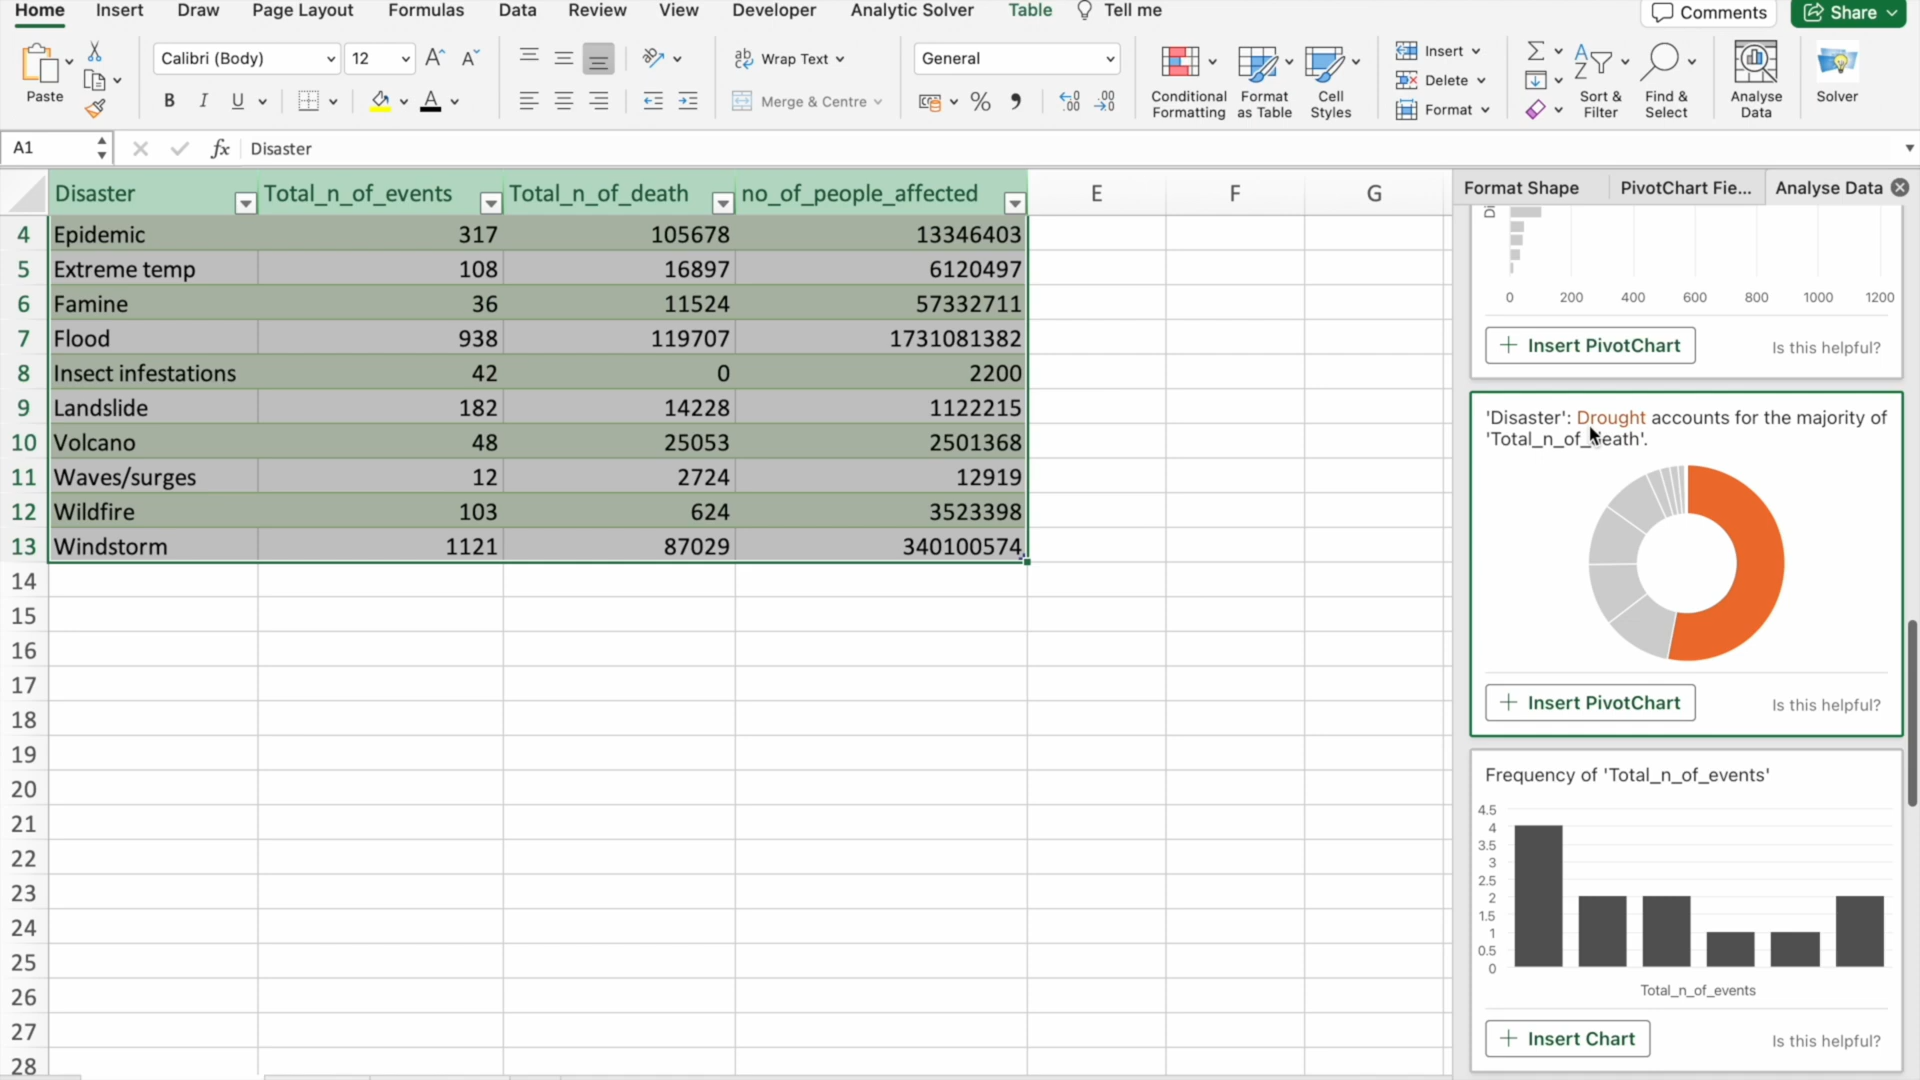 Home Insert Draw Page Layout Formulas Data Review View Developer Analytic Solver Table Tell me Comments Share
Paste Calibri (Body) 12 A^ A˅ B I U A Wrap Text Merge & Centre General % Conditional Formatting Format as Table Cell Styles Insert Delete Format Sort & Filter Find & Select Analyse Data Solver
A1 fx Disaster
Disaster Total_n_of_events Total_n_of_death no_of_people_affected E F G
4 Epidemic 317 105678 13346403
5 Extreme temp 108 16897 6120497
6 Famine 36 11524 57332711
7 Flood 938 119707 1731081382
8 Insect infestations 42 0 2200
9 Landslide 182 14228 1122215
10 Volcano 48 25053 2501368
11 Waves/surges 12 2724 12919
12 Wildfire 103 624 3523398
13 Windstorm 1121 87029 340100574
14
15
16
17
18
19
20
21
22
23
24
25
26
27
28
Format Shape PivotChart Fie... Analyse Data
0 200 400 600 800 1000 1200
Insert PivotChart Is this helpful?
'Disaster': Drought accounts for the majority of
'Total_n_of_death'.
Insert PivotChart Is this helpful?
Frequency of 'Total_n_of_events'
4.5
4
3.5
3
2.5
2
1.5
1
0.5
0
Total_n_of_events
Insert Chart Is this helpful?